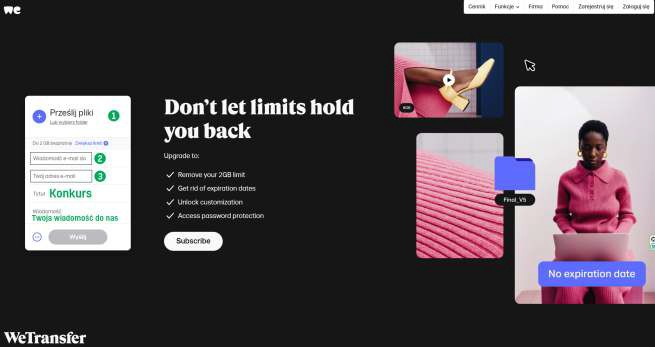 we
Cennik Funkcje Firma Pomoc Zarejestruj się Zaloguj się
Prześlij pliki 1
Lub wybierz folder
Do 2 GB bezpłatnie Zwiększ limit
Wiadomość e-mail do 2
Twój adres e-mail 3
Tytuł Konkurs
Wiadomość
Twoja wiadomość do nas
Wyślij
Don't let limits hold
you back
Upgrade to:
Remove your 2GB limit
Get rid of expiration dates
Unlock customization
Access password protection
Subscribe
Final_V5
No expiration date
WeTransfer